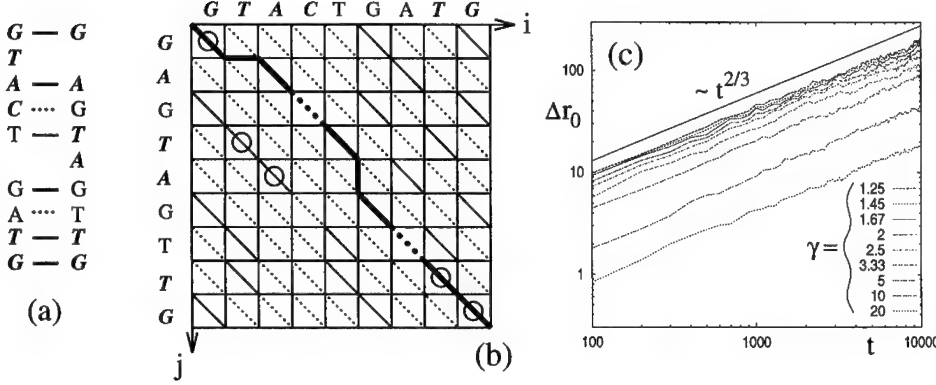 G — G
T
A — A
C ···· G
T — T
A
G — G
A ···· T
T — T
G — G
(a)
G T A C T G A T G
i
G
A
G
T
A
G
T
T
G
j
(b)
(c)
~ t^{2/3}
Δr₀
100
10
1
γ =
1.25
1.45
1.67
2
2.5
3.33
5
10
20
100 1000 t 10000